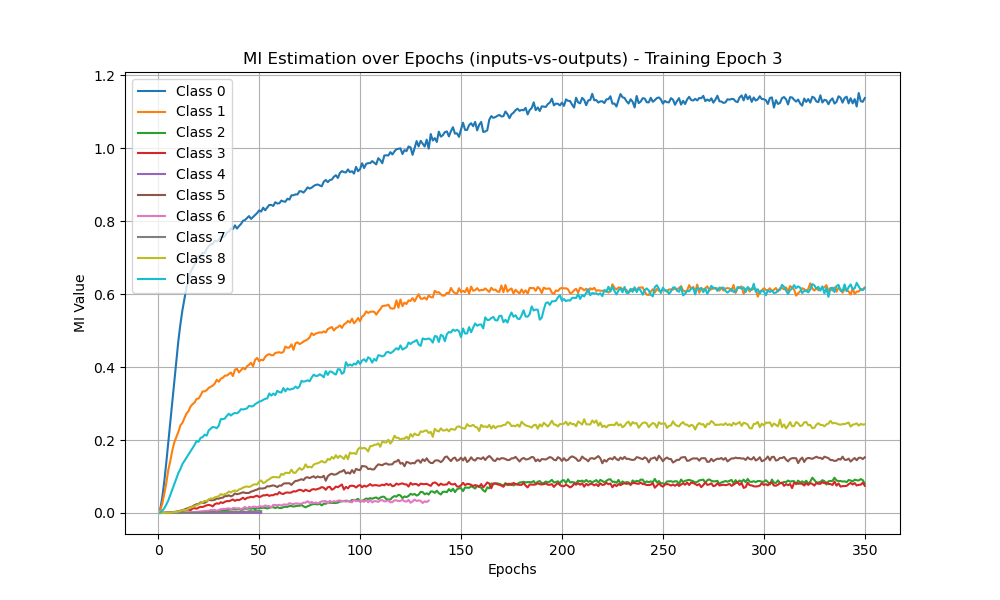 MI Estimation over Epochs (inputs-vs-outputs) - Training Epoch 3
1.2
1.0
0.8
0.6
0.4
0.2
0.0
MI Value
Class 0
Class 1
Class 2
Class 3
Class 4
Class 5
Class 6
Class 7
Class 8
Class 9
0 50 100 150 200 250 300 350
Epochs